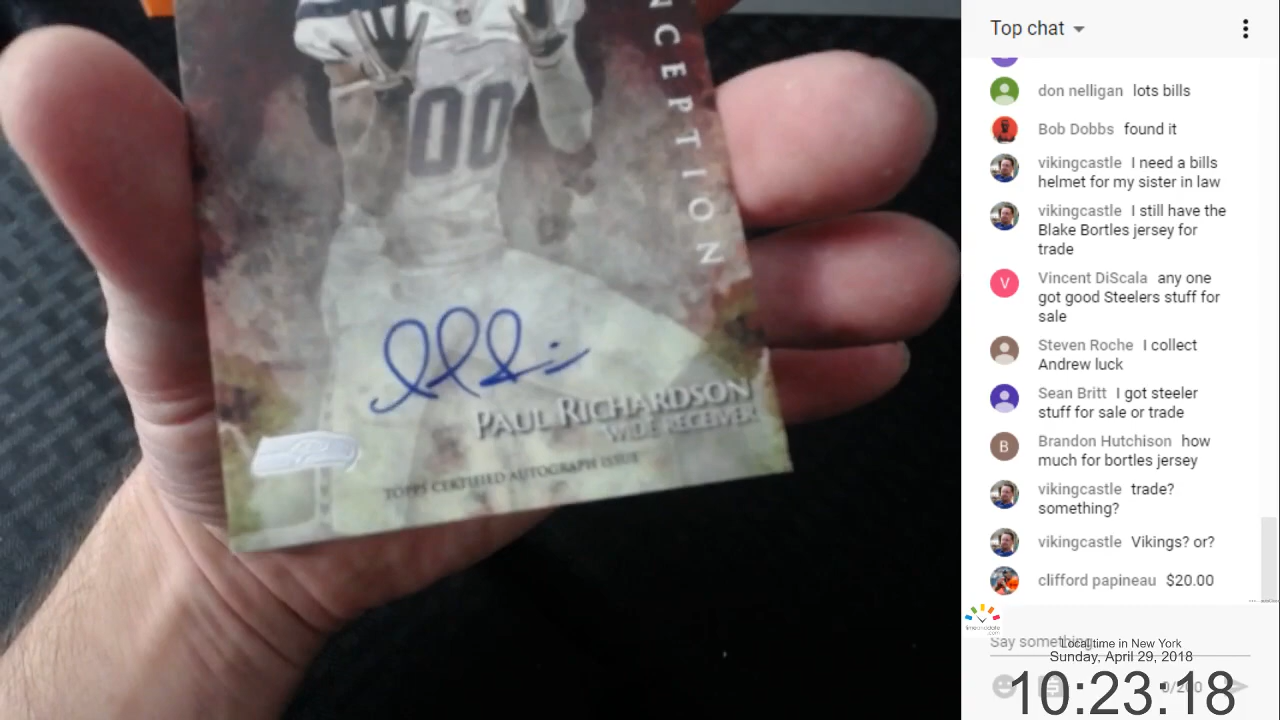 NCEPTION
00
PAUL RICHARDSON
WIDE RECEIVER
TOPPS CERTIFIED AUTOGRAPH ISSUE
Top chat
don nelligan lots bills
Bob Dobbs found it
vikingcastle I need a bills
helmet for my sister in law
vikingcastle I still have the
Blake Bortles jersey for
trade
Vincent DiScala any one
got good Steelers stuff for
sale
Steven Roche I collect
Andrew luck
Sean Britt I got steeler
stuff for sale or trade
Brandon Hutchison how
much for bortles jersey
vikingcastle trade?
something?
vikingcastle Vikings? or?
clifford papineau $20.00
Say something...
Local time in New York
Sunday, April 29, 2018
10:23:18
0/200
V
B